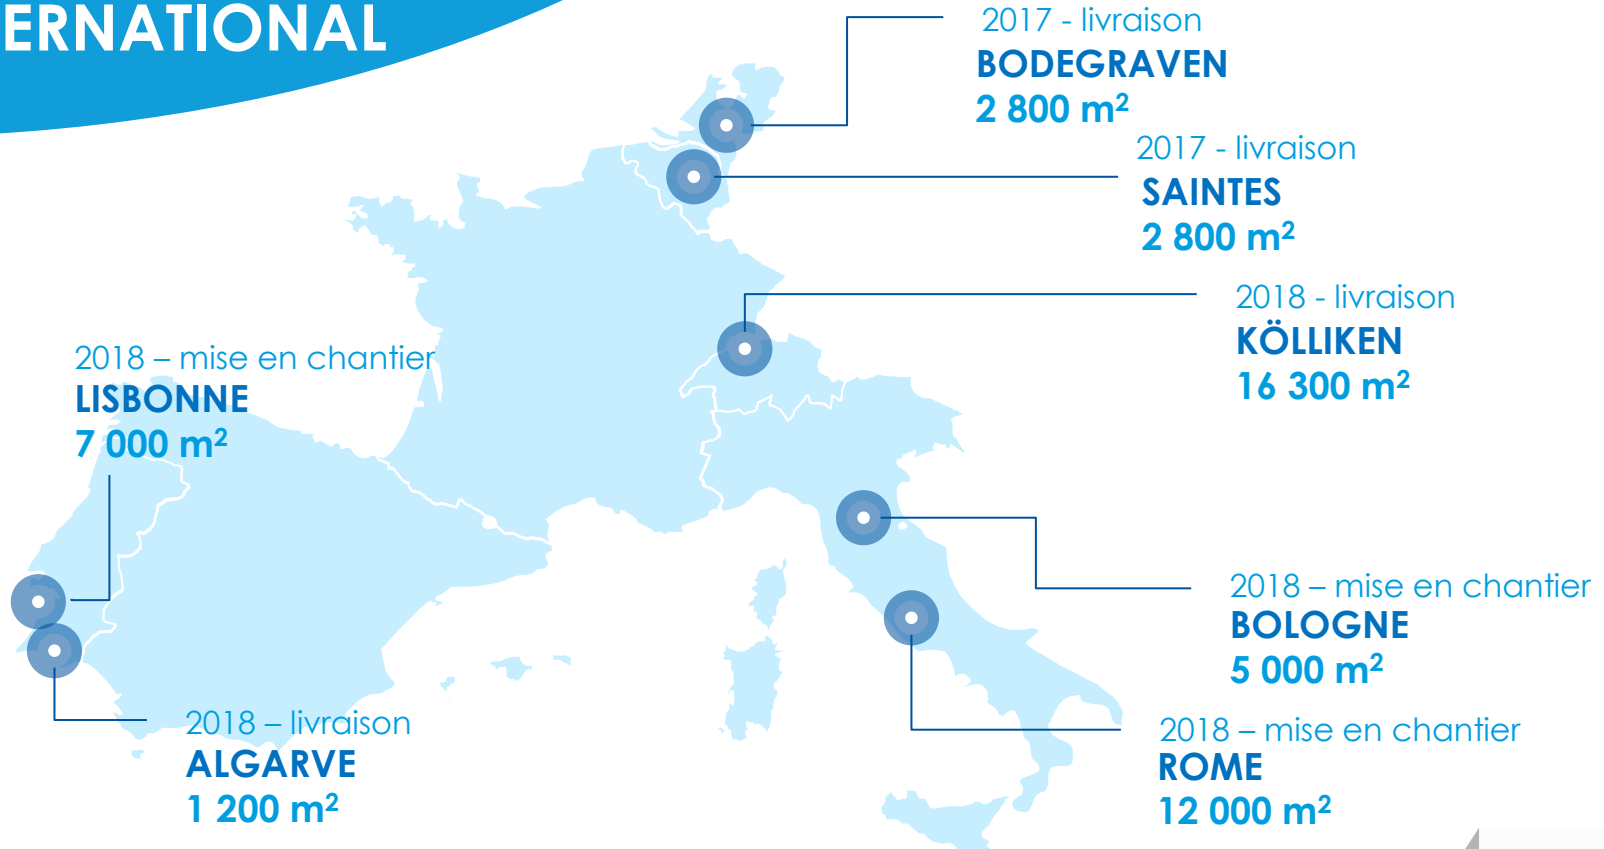 ERNATIONAL
2017 - livraison
BODEGRAVEN
2 800 m²
2017 - livraison
SAINTES
2 800 m²
2018 - livraison
KÖLLIKEN
16 300 m²
2018 – mise en chantier
LISBONNE
7 000 m²
2018 – mise en chantier
BOLOGNE
5 000 m²
2018 – livraison
ALGARVE
1 200 m²
2018 – mise en chantier
ROME
12 000 m²